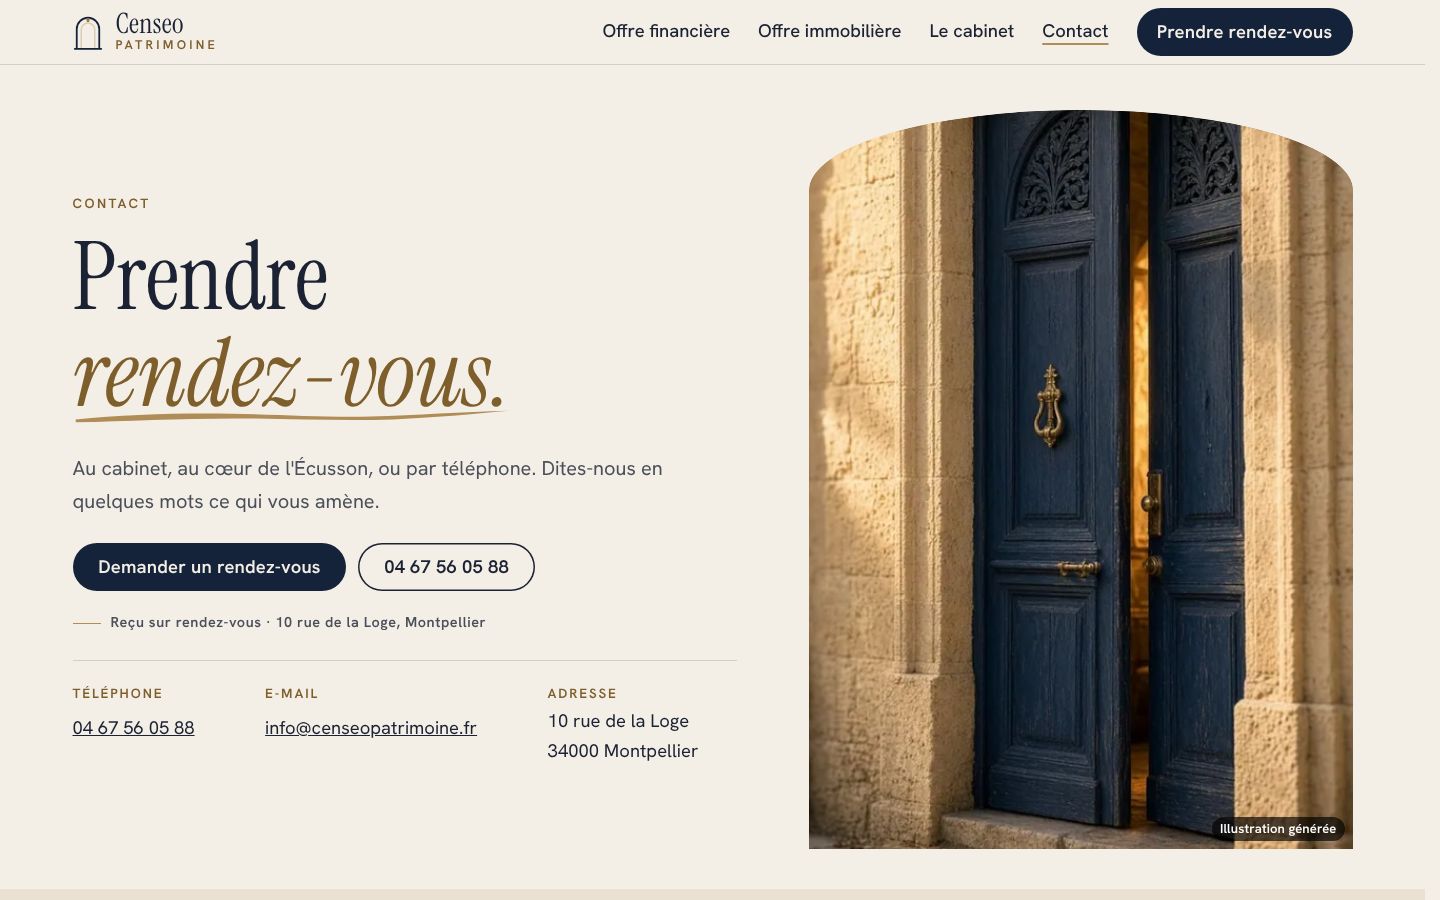 Censeo
PATRIMOINE
Offre financière
Offre immobilière
Le cabinet
Contact
Prendre rendez-vous
CONTACT
Prendre
rendez-vous.
Au cabinet, au cœur de l'Écusson, ou par téléphone. Dites-nous en
quelques mots ce qui vous amène.
Demander un rendez-vous
04 67 56 05 88
Reçu sur rendez-vous · 10 rue de la Loge, Montpellier
TÉLÉPHONE
04 67 56 05 88
E-MAIL
info@censeopatrimoine.fr
ADRESSE
10 rue de la Loge
34000 Montpellier
Illustration générée